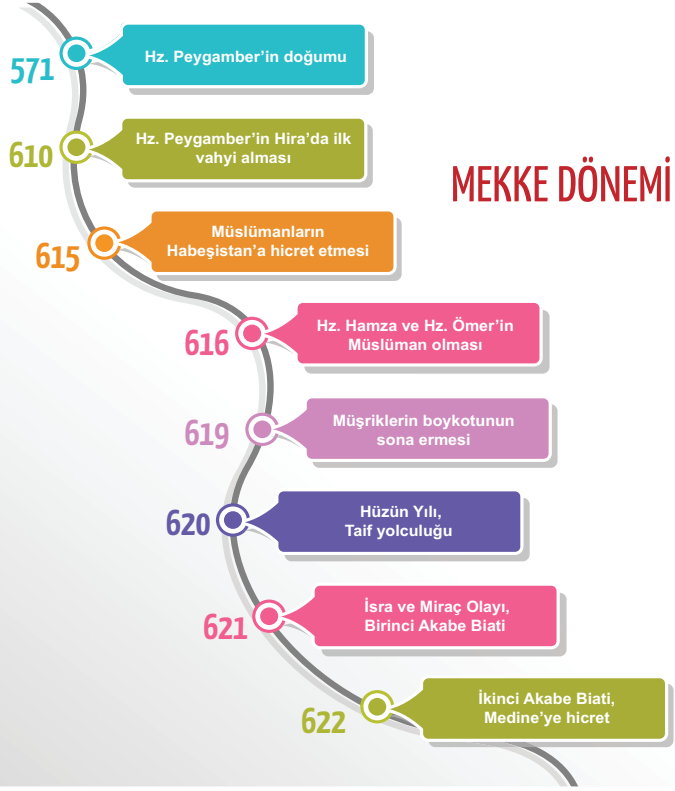 571
Hz. Peygamber’in doğumu
610
Hz. Peygamber’in Hira’da ilk
vahyi alması
MEKKE DÖNEMİ
615
Müslümanların
Habeşistan’a hicret etmesi
616
Hz. Hamza ve Hz. Ömer’in
Müslüman olması
619
Müşriklerin boykotunun
sona ermesi
620
Hüzün Yılı,
Taif yolculuğu
621
İsra ve Miraç Olayı,
Birinci Akabe Biati
622
İkinci Akabe Biati,
Medine’ye hicret